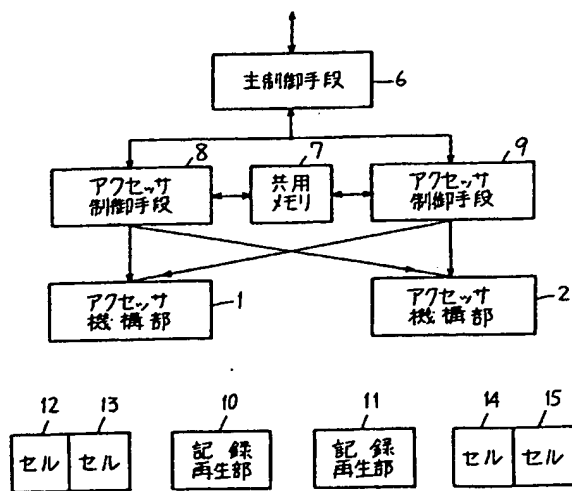 主制御手段
6
8
7
9
アクセッサ
制御手段
共用
メモリ
アクセッサ
制御手段
アクセッサ
機構部
1
アクセッサ
機構部
2
12
13
10
11
14
15
セル
セル
記録
再生部
記録
再生部
セル
セル